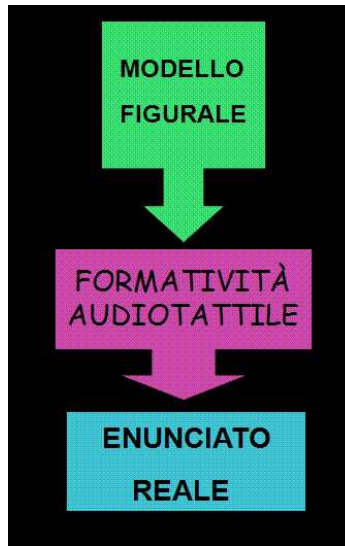 MODELLO
FIGURALE
FORMATIVITÀ
AUDIOTATTILE
ENUNCIATO
REALE